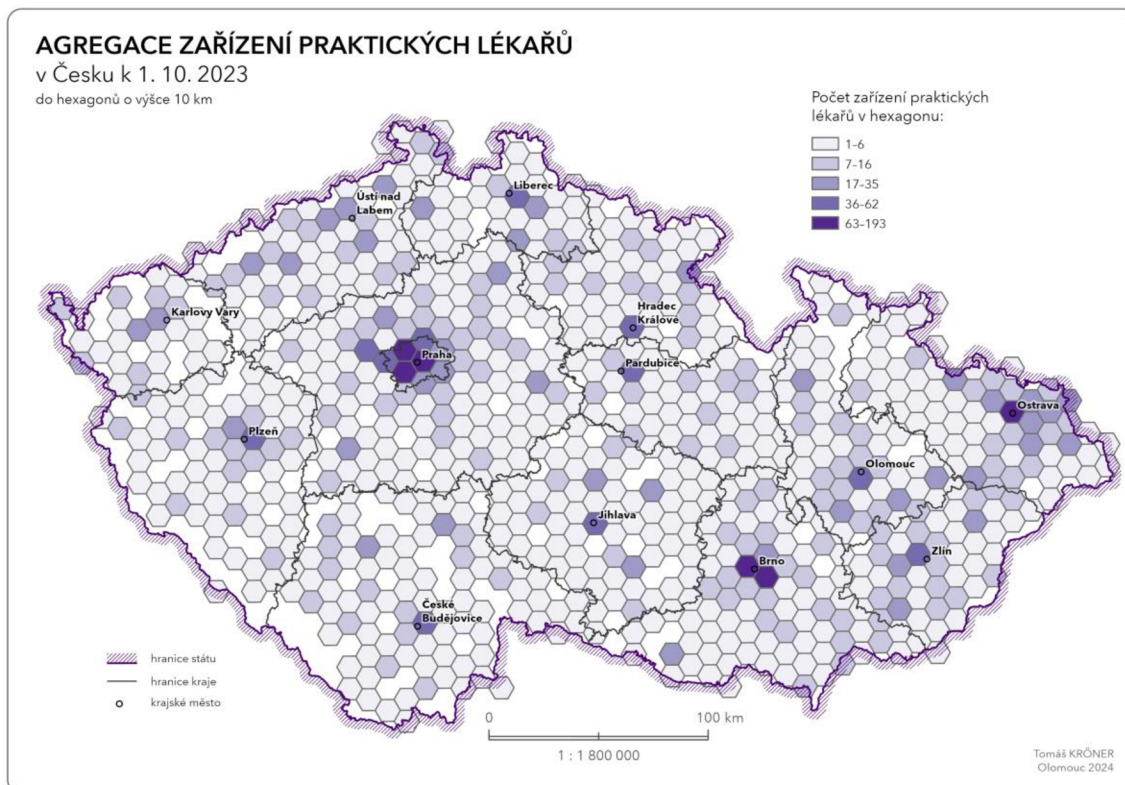 AGREGACE ZAŘÍZENÍ PRAKTICKÝCH LÉKAŘŮ
v Česku k 1. 10. 2023
do hexagonů o výšce 10 km
Počet zařízení praktických
lékařů v hexagonu:
1–6
7–16
17–35
36–62
63–193
Liberec
Ústí nad
Labem
Karlovy Vary
Hradec
Králové
Praha
Pardubice
Ostrava
Plzeň
Olomouc
Jihlava
Zlín
Brno
České
Budějovice
hranice státu
hranice kraje
krajské město
0 100 km
1 : 1 800 000
Tomáš KRÖNER
Olomouc 2024